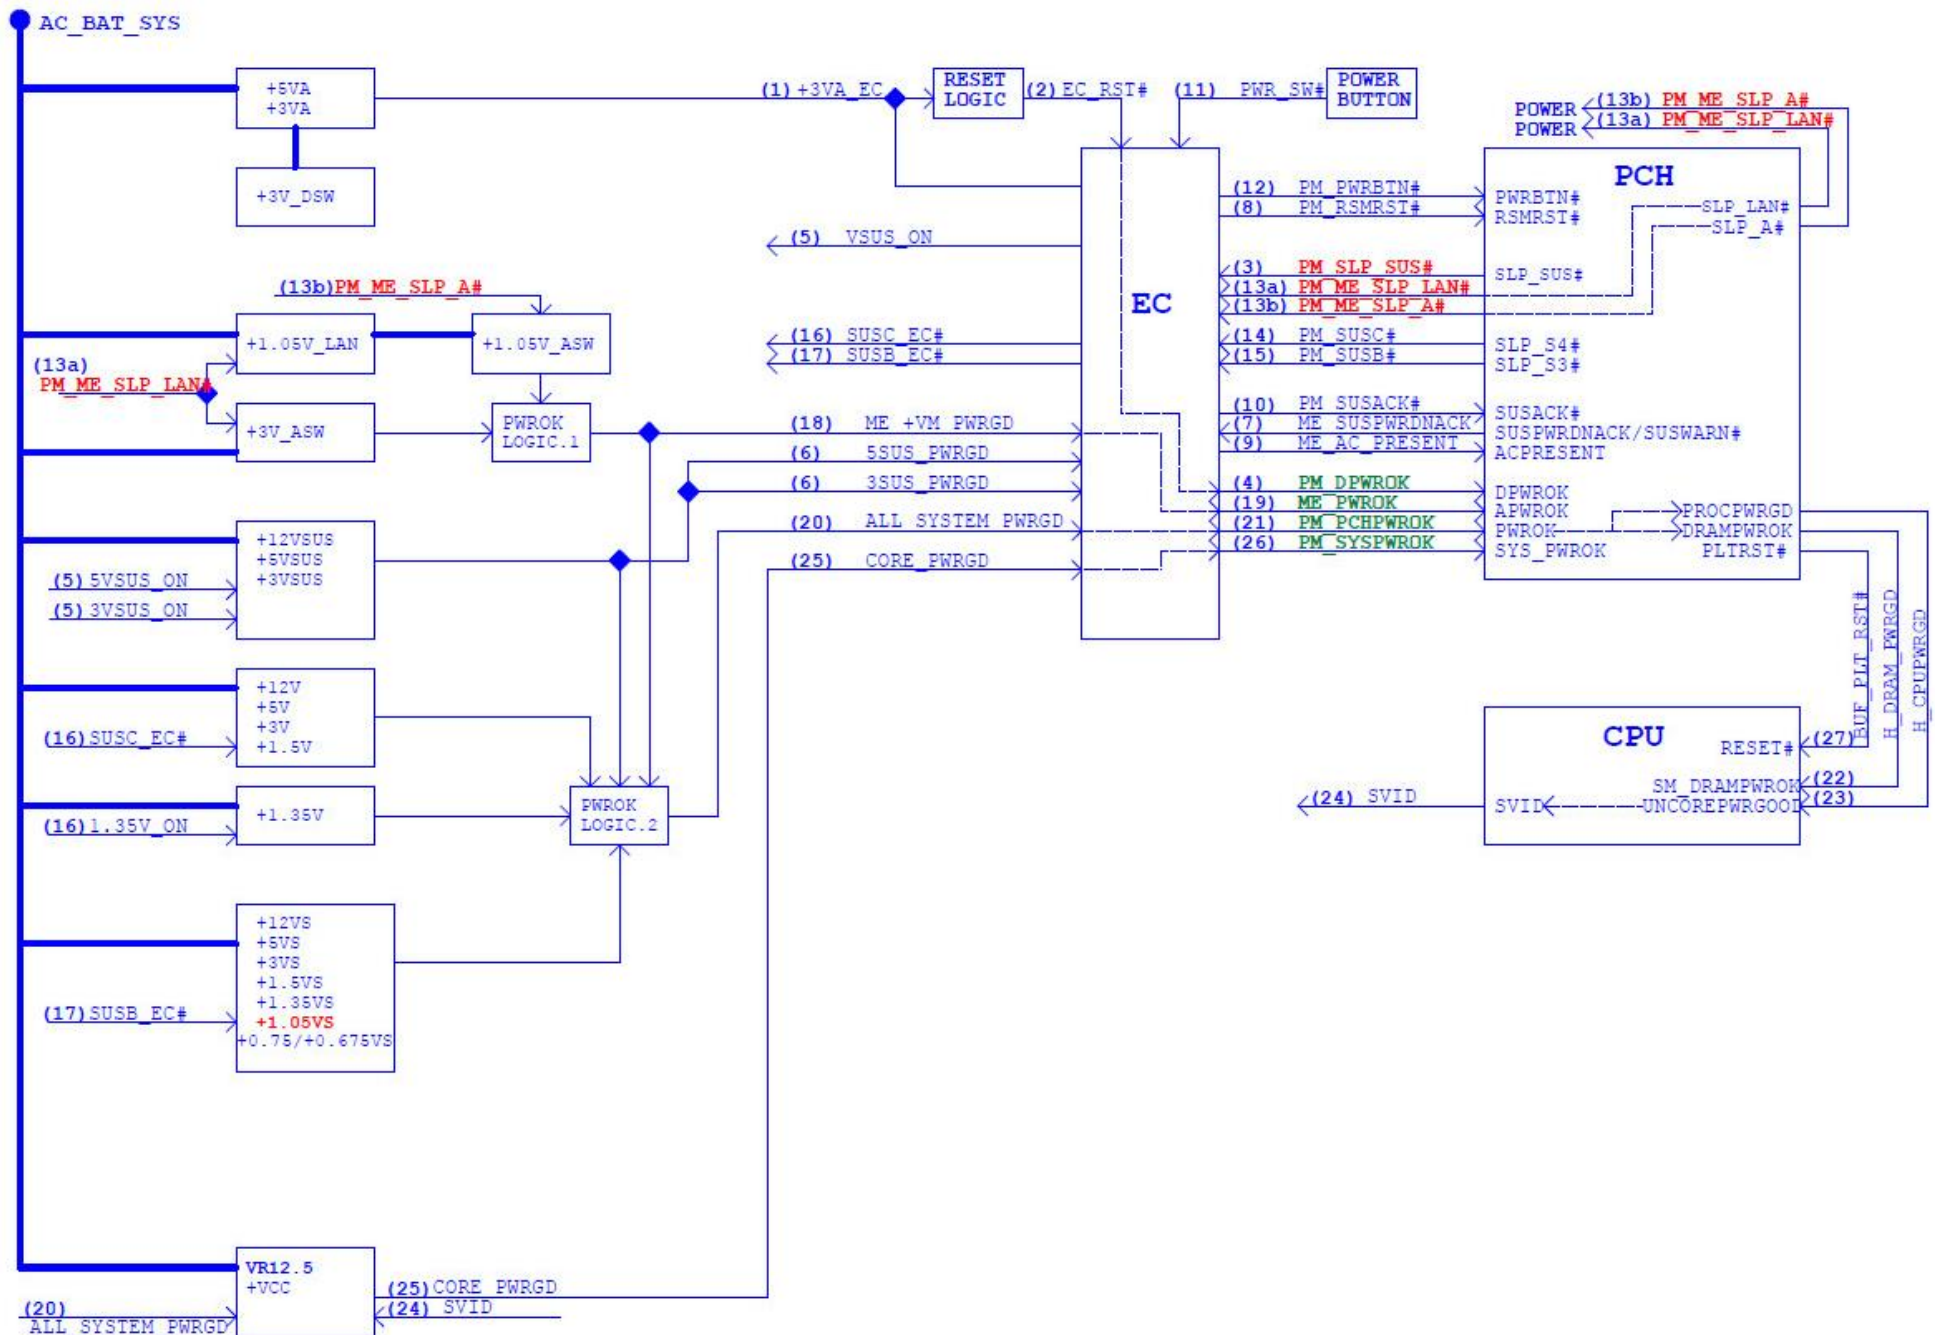 AC_BAT_SYS
+5VA
+3VA
+3V_DSW
(1) +3VA_EC
RESET
LOGIC
(2) EC_RST#
(11) PWR_SW#
POWER
BUTTON
POWER (13b) PM_ME_SLP_A#
POWER (13a) PM_ME_SLP_LAN#
PCH
EC
(12) PM_PWRBTN#
PWRBTN#
(8) PM_RSMRST#
RSMRST#
SLP_LAN#
SLP_A#
(5) VSUS_ON
(3) PM_SLP_SUS#
SLP_SUS#
(13a) PM_ME_SLP_LAN#
(13b) PM_ME_SLP_A#
(13b) PM_ME_SLP_A#
+1.05V_LAN
+1.05V_ASW
(13a)
PM_ME_SLP_LAN#
+3V_ASW
PWROK
LOGIC.1
(16) SUSC_EC#
(17) SUSB_EC#
(14) PM_SUSC#
SLP_S4#
(15) PM_SUSB#
SLP_S3#
(10) PM_SUSACK#
SUSACK#
(7) ME_SUSPWRDNACK
SUSPWRDNACK/SUSWARN#
(9) ME_AC_PRESENT
ACPRESENT
(18) ME_+VM_PWRGD
(6) 5SUS_PWRGD
(6) 3SUS_PWRGD
(20) ALL_SYSTEM_PWRGD
(25) CORE_PWRGD
(4) PM_DPWROK
DPWROK
(19) ME_PWROK
APWROK
PROCPWRGD
(21) PM_PCHPWROK
PWROK
DRAMPWROK
(26) PM_SYSPWROK
SYS_PWROK
PLTRST#
+12VSUS
+5VSUS
+3VSUS
(5) 5VSUS_ON
(5) 3VSUS_ON
+12V
+5V
+3V
+1.5V
(16) SUSC_EC#
+1.35V
(16) 1.35V_ON
PWROK
LOGIC.2
BUF_PLT_RST#
H_DRAM_PWRGD
H_CPUPWRGD
CPU
RESET# (27)
SM_DRAMPWROK (22)
UNCOREPWRGOOD (23)
SVID
(24) SVID
+12VS
+5VS
+3VS
+1.5VS
+1.35VS
+1.05VS
+0.75/+0.675VS
(17) SUSB_EC#
VR12.5
+VCC
(25) CORE_PWRGD
(24) SVID
(20)
ALL_SYSTEM_PWRGD